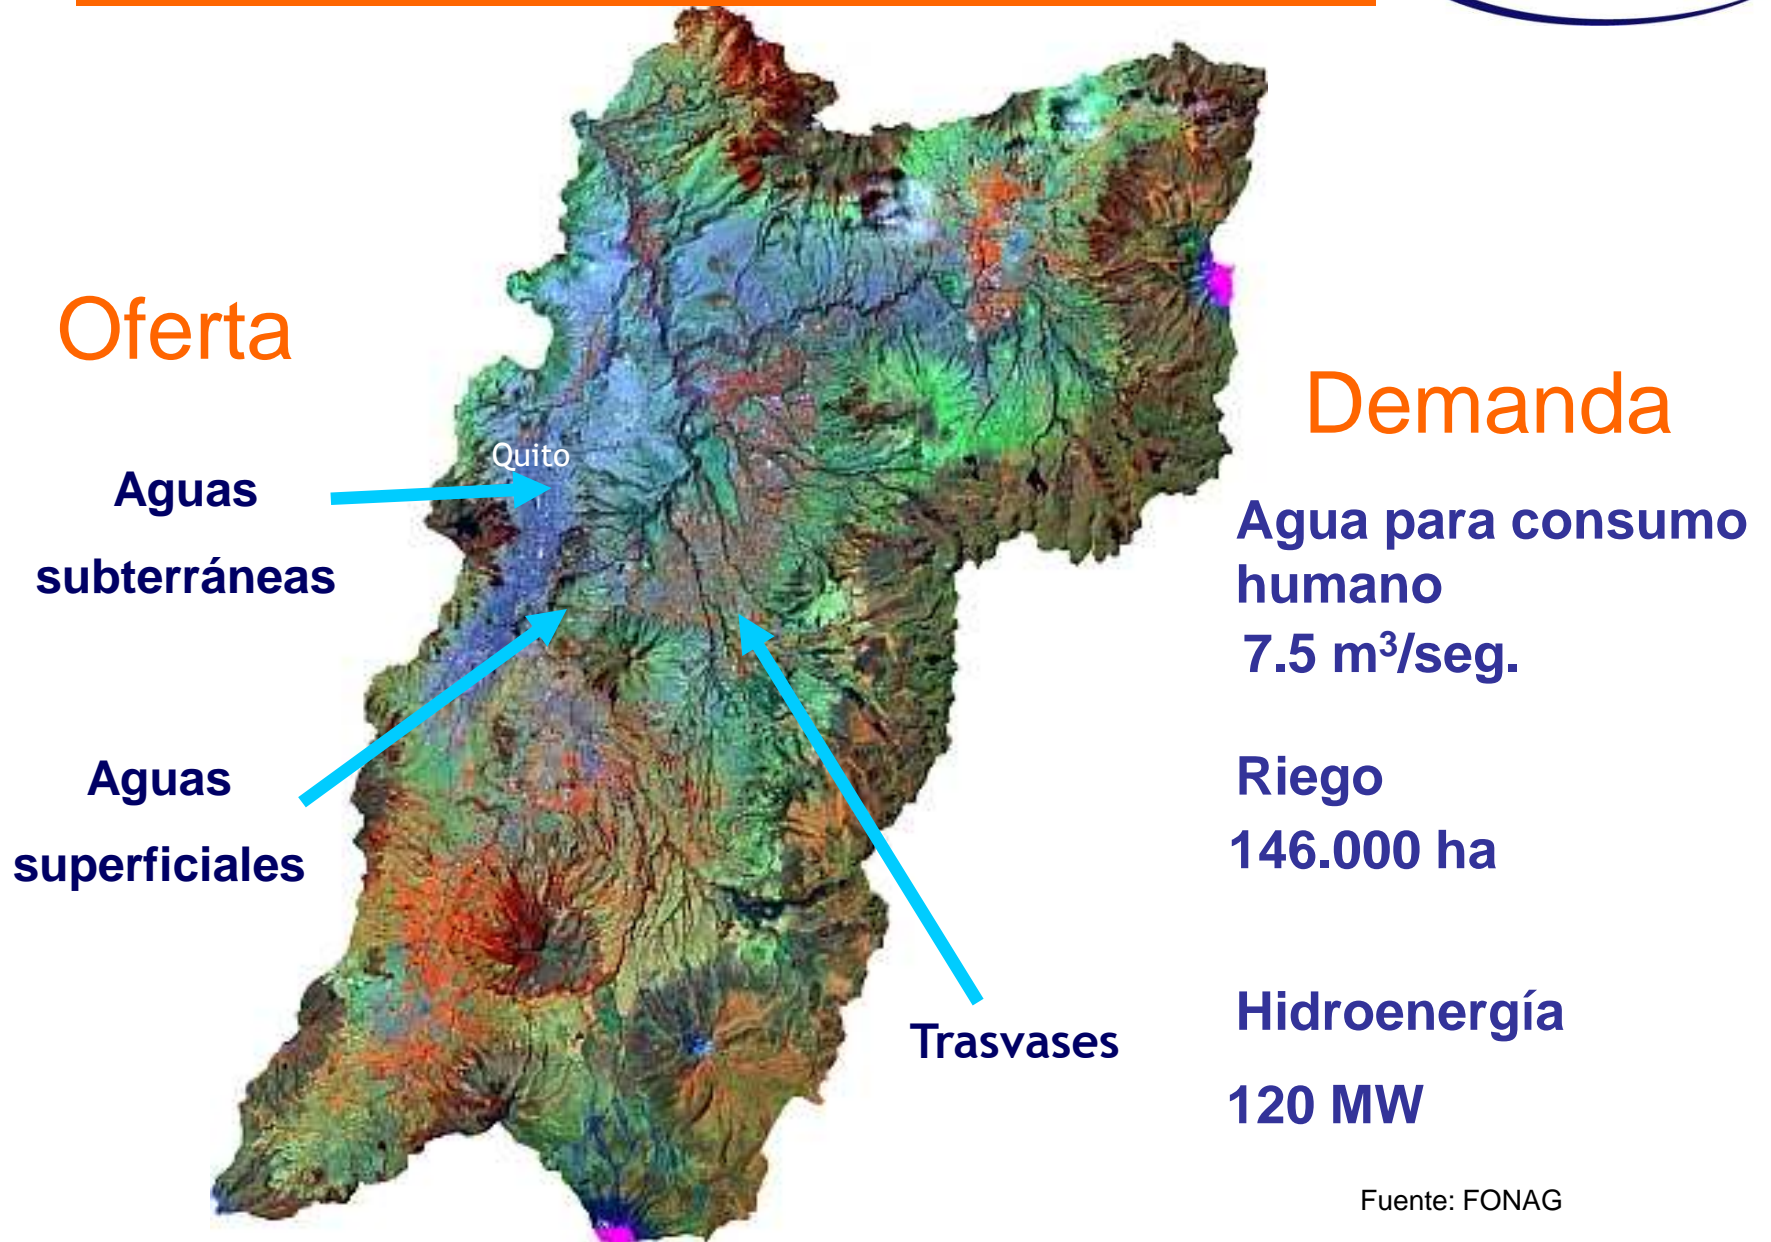 Oferta
Quito
Aguas
subterráneas
Aguas
superficiales
Trasvases
Demanda
Agua para consumo
humano
7.5 m³/seg.
Riego
146.000 ha
Hidroenergía
120 MW
Fuente: FONAG